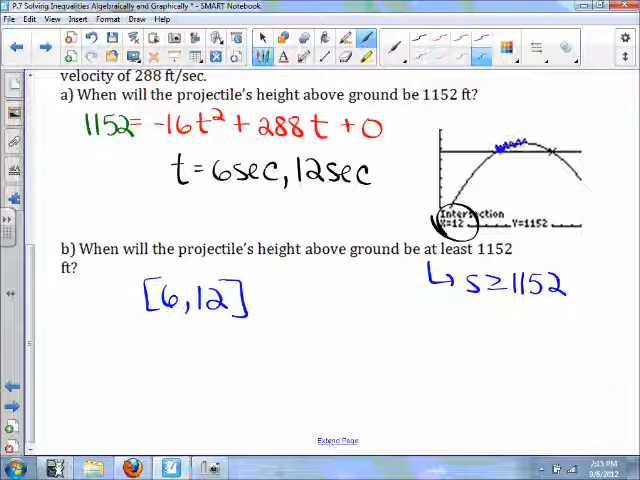 P.7 Solving Inequalities Algebraically and Graphically * - SMART Notebook
File Edit View Insert Format Draw Window Help
velocity of 288 ft/sec.
a) When will the projectile's height above ground be 1152 ft?
1152 = -16t² + 288t + 0
t = 6sec, 12sec
Intersection
X=12 Y=1152
b) When will the projectile's height above ground be at least 1152
ft?
↳ s ≥ 1152
[6, 12]
Extend Page
2:15 PM
9/6/2012